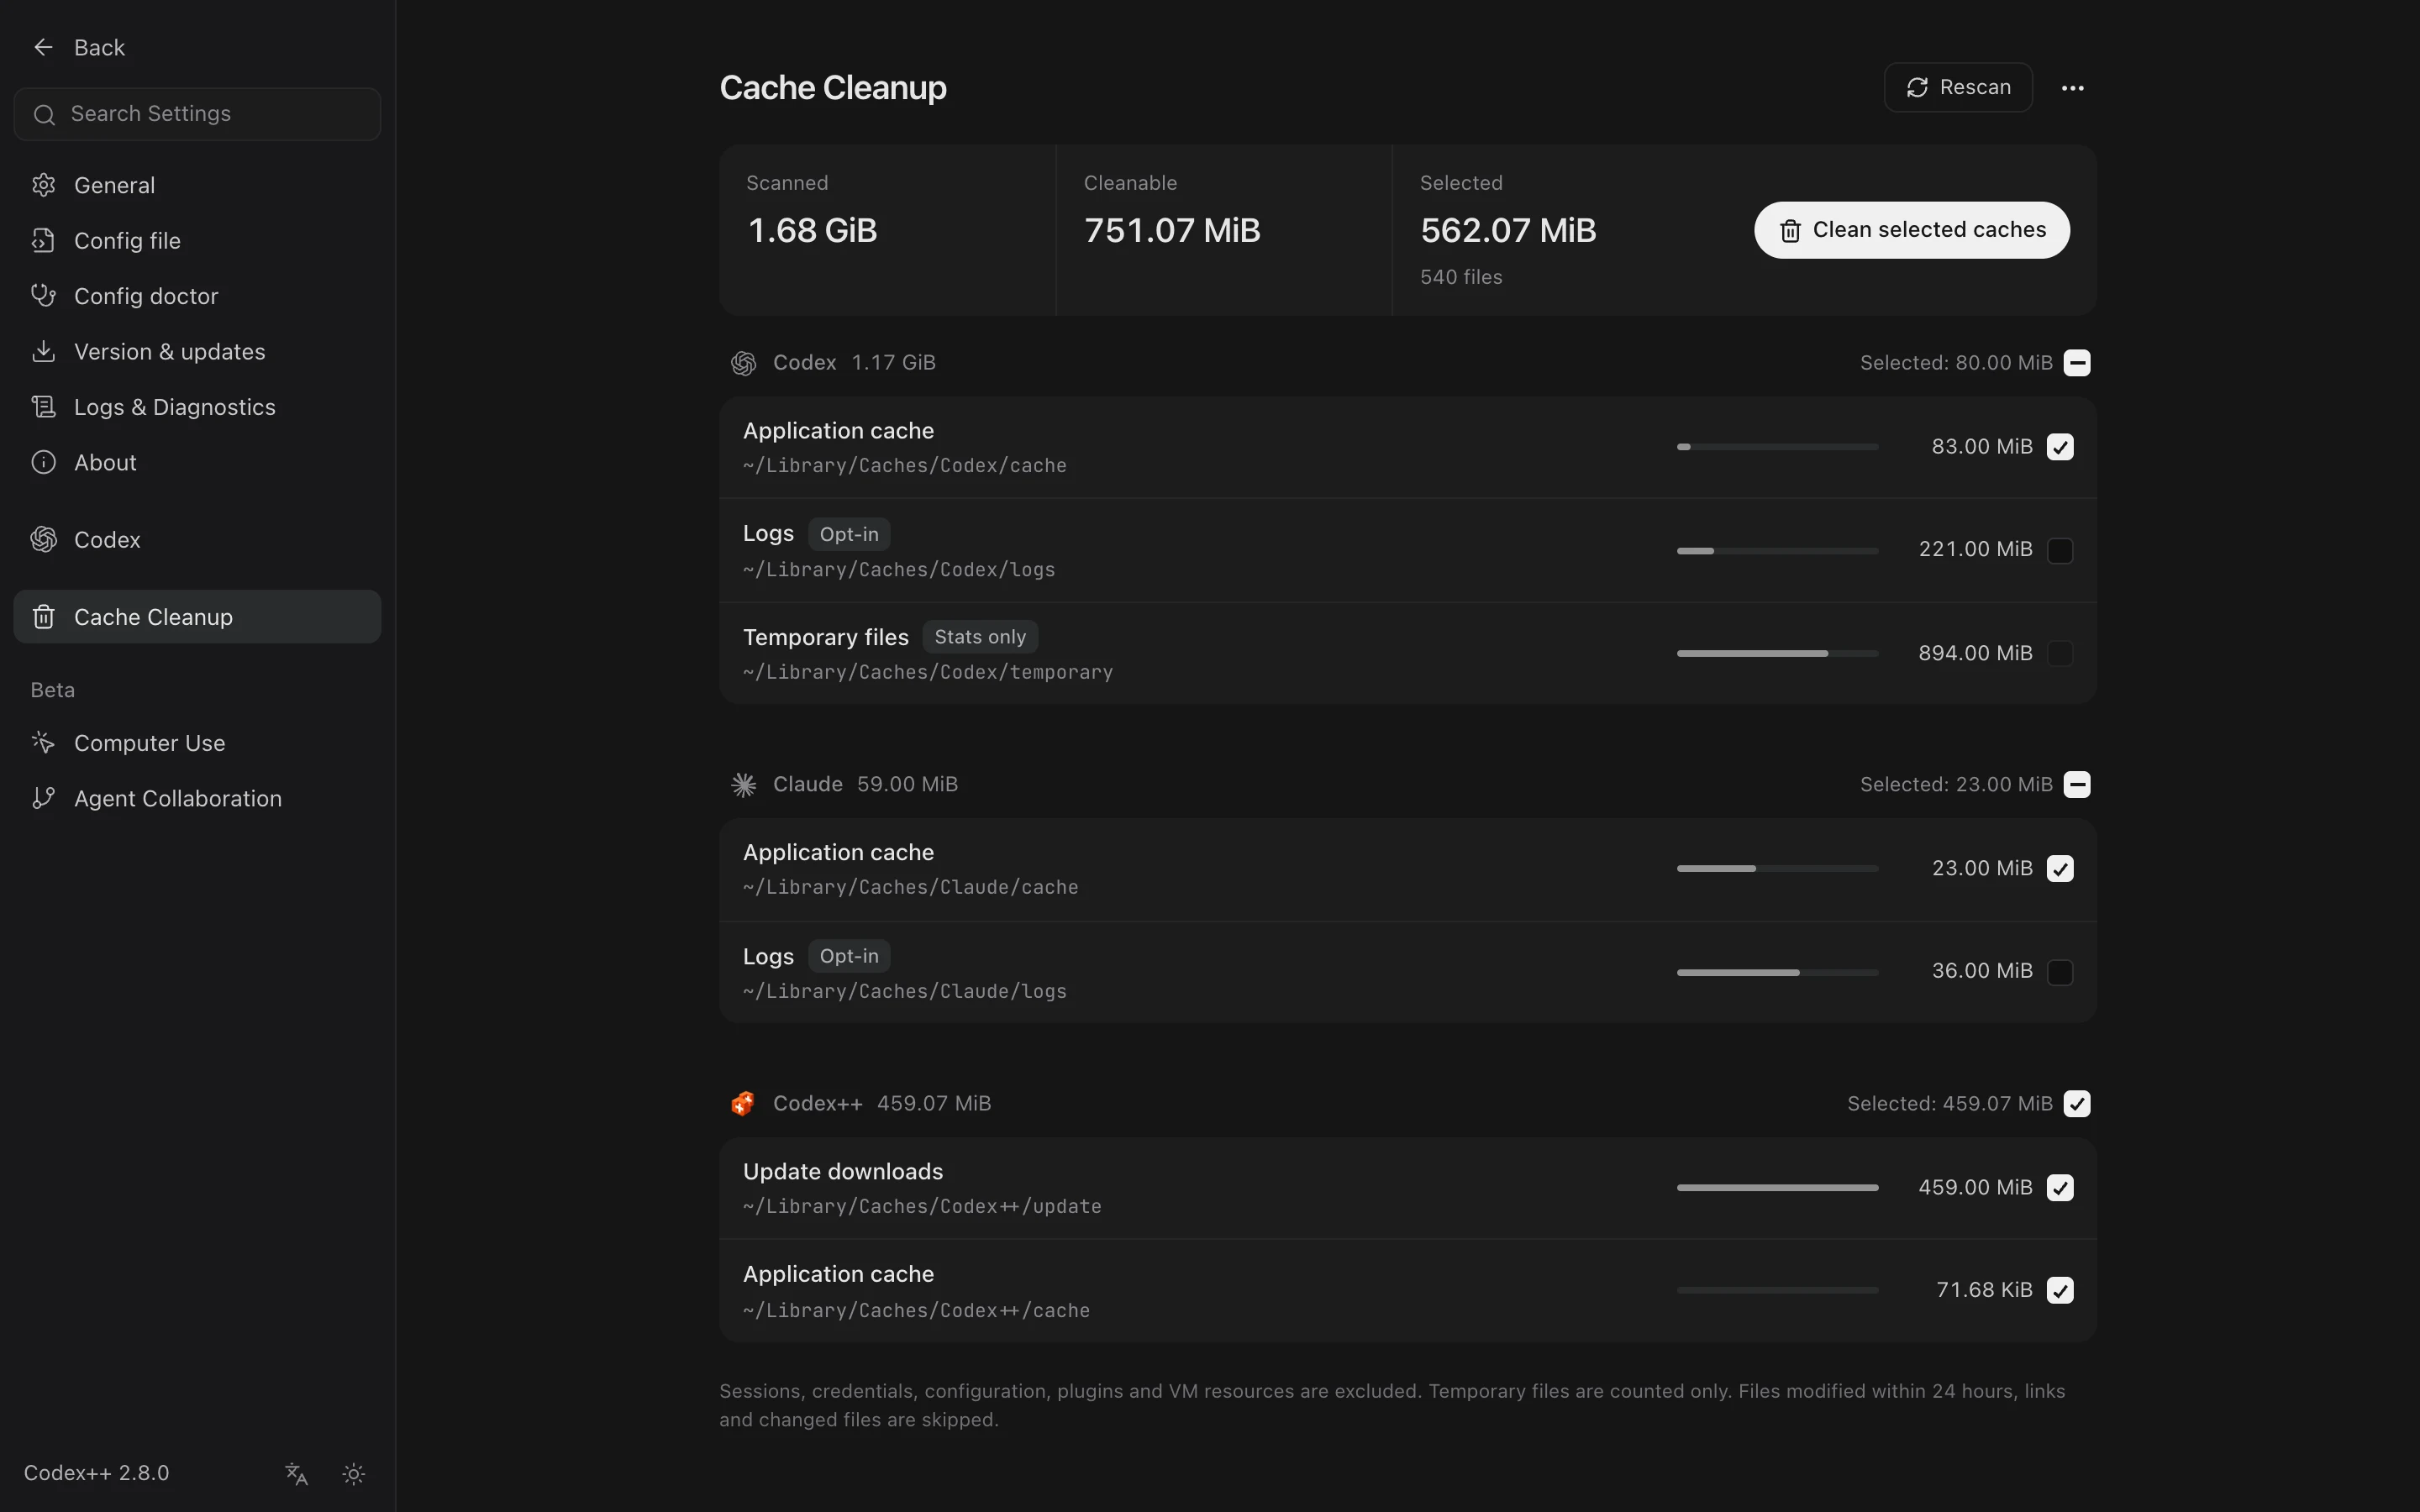 Back
Search Settings
General
Config file
Config doctor
Version & updates
Logs & Diagnostics
About
Codex
Cache Cleanup
Beta
Computer Use
Agent Collaboration
Codex++ 2.8.0
Cache Cleanup
Rescan
Scanned
1.68 GiB
Cleanable
751.07 MiB
Selected
562.07 MiB
540 files
Clean selected caches
Codex 1.17 GiB Selected: 80.00 MiB
Application cache
~/Library/Caches/Codex/cache
83.00 MiB
Logs Opt-in
~/Library/Caches/Codex/logs
221.00 MiB
Temporary files Stats only
~/Library/Caches/Codex/temporary
894.00 MiB
Claude 59.00 MiB Selected: 23.00 MiB
Application cache
~/Library/Caches/Claude/cache
23.00 MiB
Logs Opt-in
~/Library/Caches/Claude/logs
36.00 MiB
Codex++ 459.07 MiB Selected: 459.07 MiB
Update downloads
~/Library/Caches/Codex++/update
459.00 MiB
Application cache
~/Library/Caches/Codex++/cache
71.68 KiB
Sessions, credentials, configuration, plugins and VM resources are excluded. Temporary files are counted only. Files modified within 24 hours, links
and changed files are skipped.